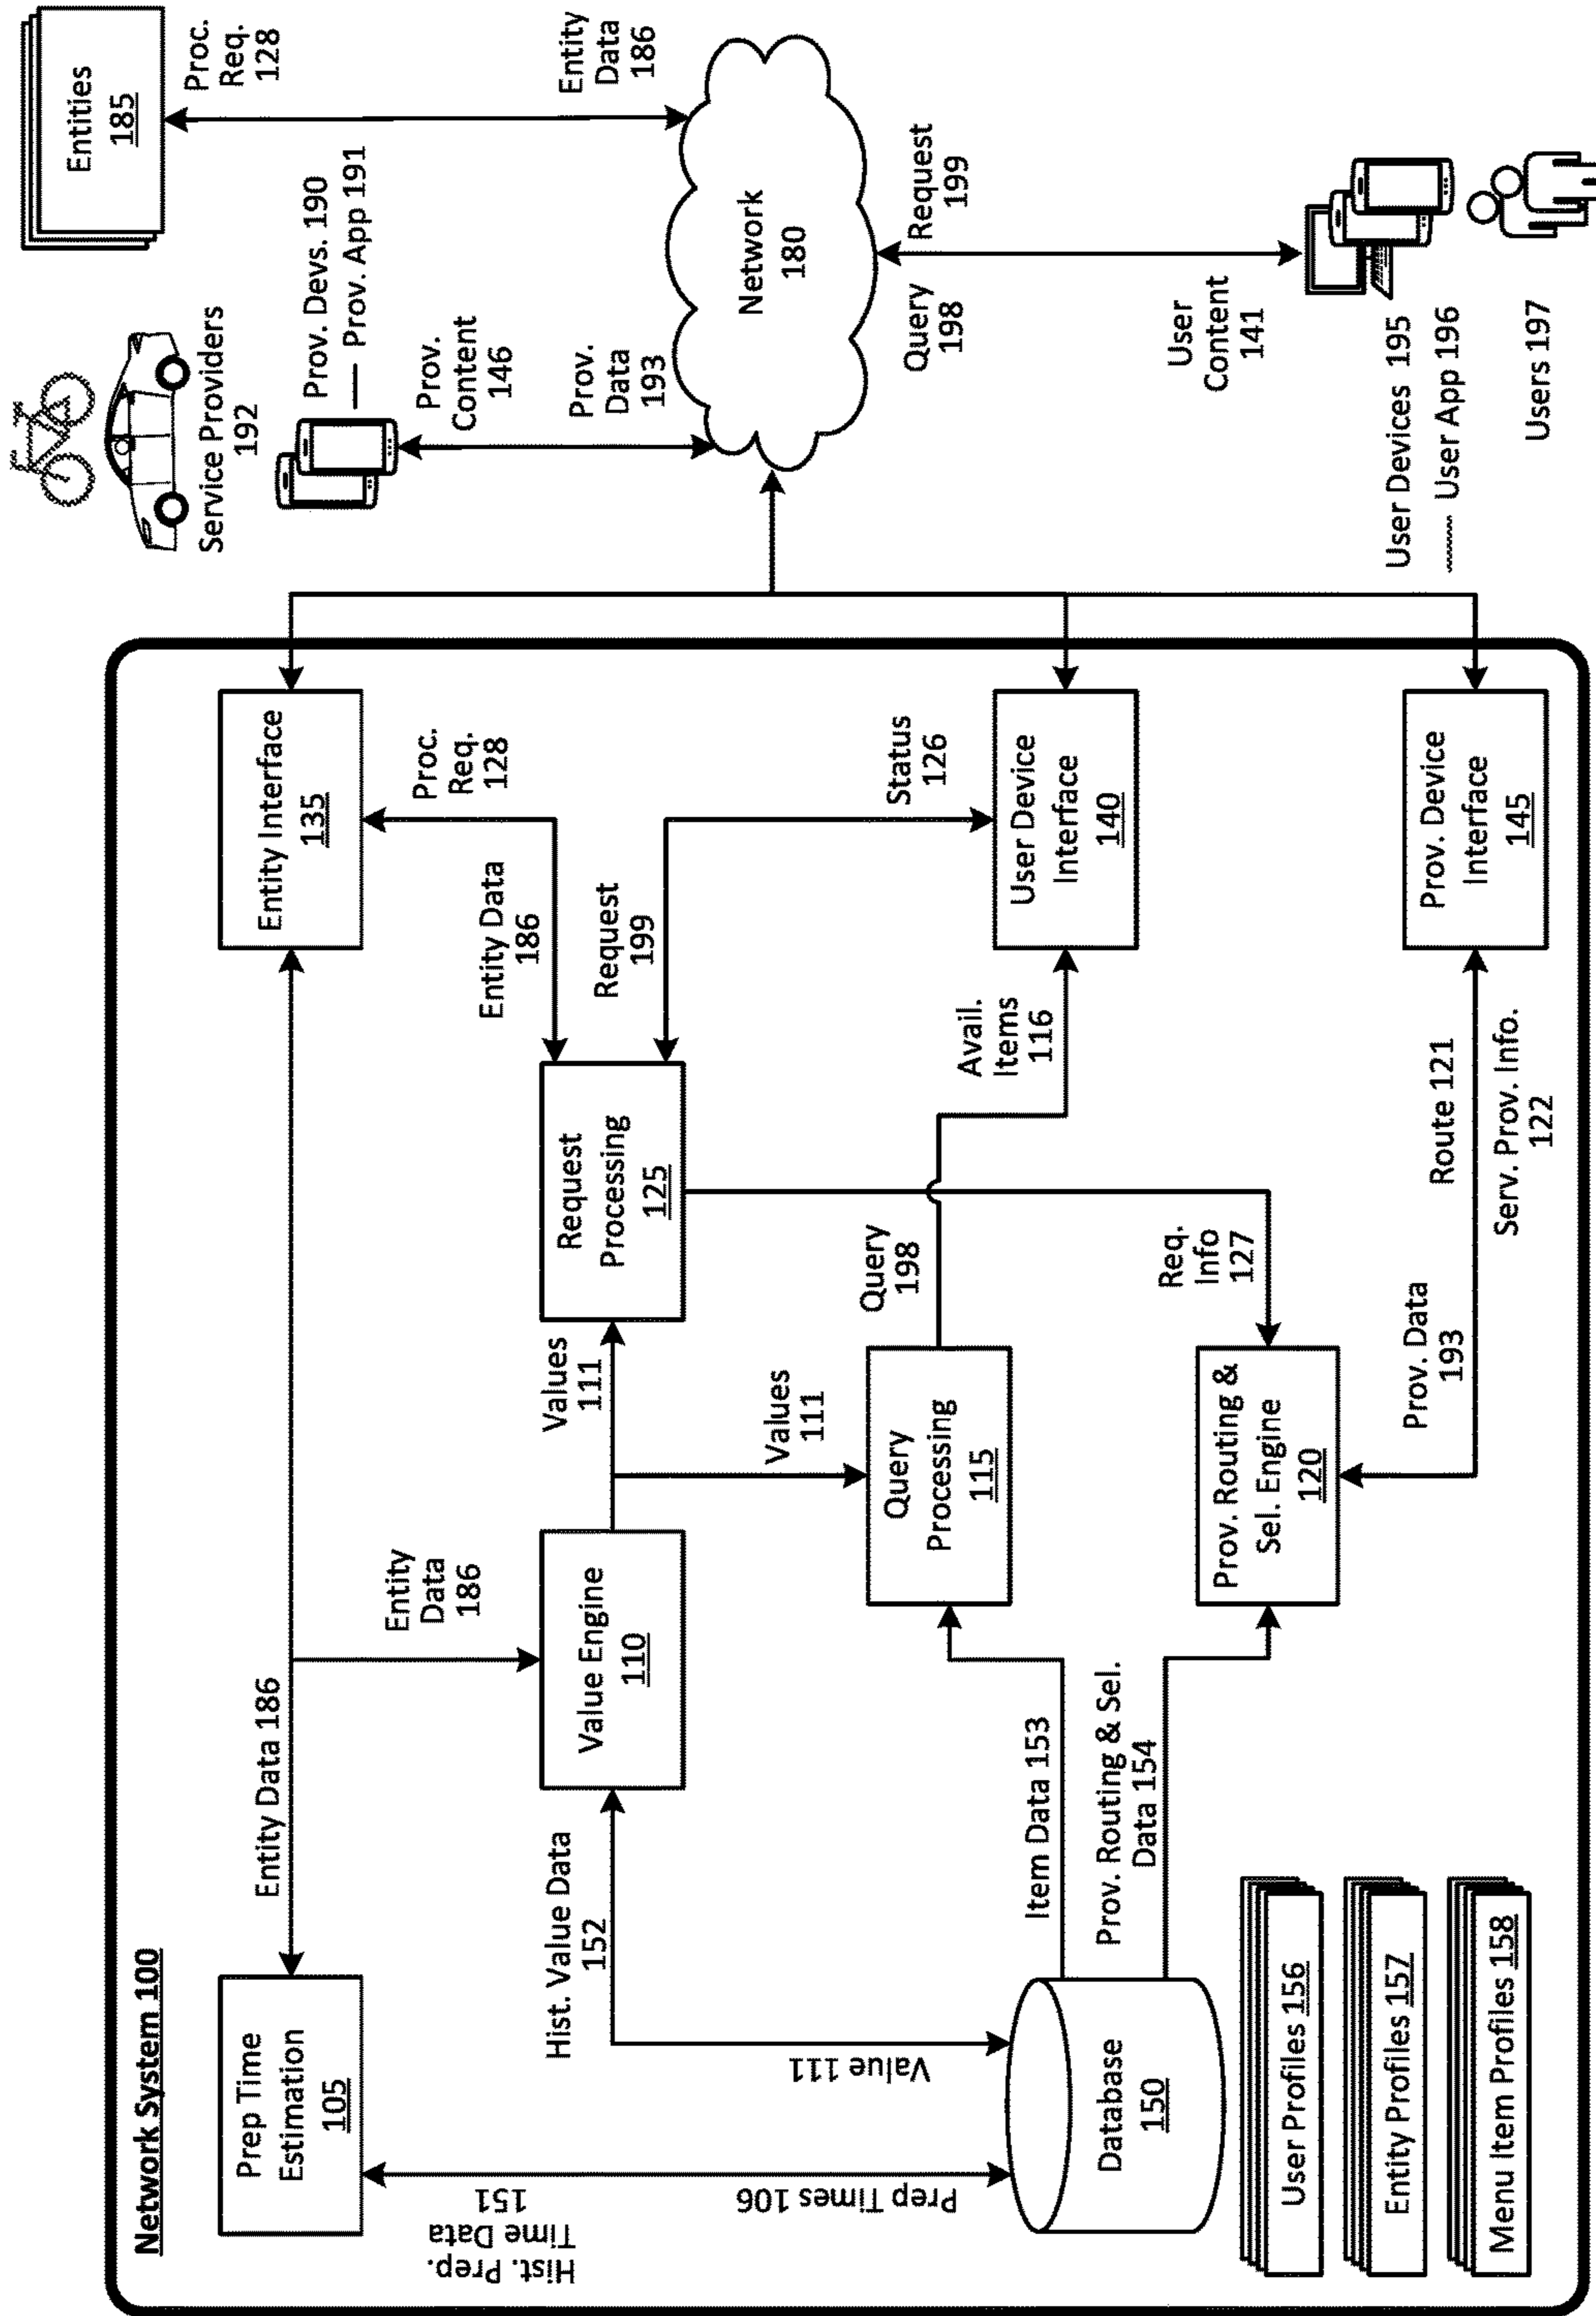 Network System 100
Prep Time
Estimation
105
Entity Data 186
Entity Interface
135
Hist. Prep.
Time Data
151
Prep Times 106
Entity
Data
186
Proc.
Req.
128
Entity Data
186
Hist. Value Data
152
Value 111
Value Engine
110
Values
111
Request
Processing
125
Request
199
Status
126
Values
111
Query
Processing
115
Query
198
Avail.
Items
116
User Device
Interface
140
Database
150
Item Data 153
Prov. Routing & Sel.
Data 154
Prov. Routing &
Sel. Engine
120
Req.
Info
127
Prov. Data
193
Route 121
Serv. Prov. Info.
122
Prov. Device
Interface
145
User Profiles 156
Entity Profiles 157
Menu Item Profiles 158
Service Providers
192
Prov. Devs. 190
Prov. App 191
Prov.
Content
146
Prov.
Data
193
Entities
185
Proc.
Req.
128
Entity
Data
186
Network
180
Query
198
Request
199
User
Content
141
User Devices 195
User App 196
Users 197